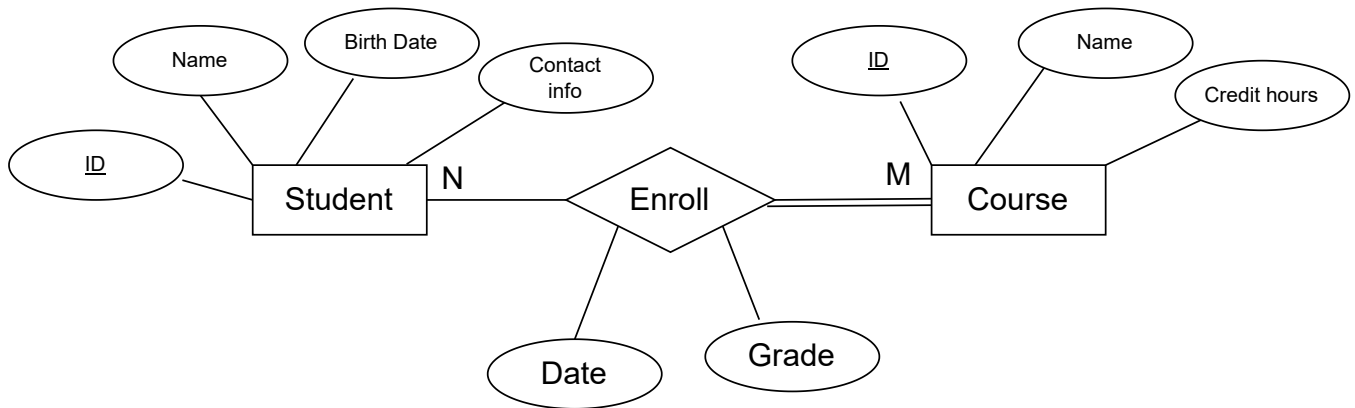 Birth Date
Name
Contact
info
ID
Student
N
Enroll
Date
Grade
M
ID
Name
Credit hours
Course